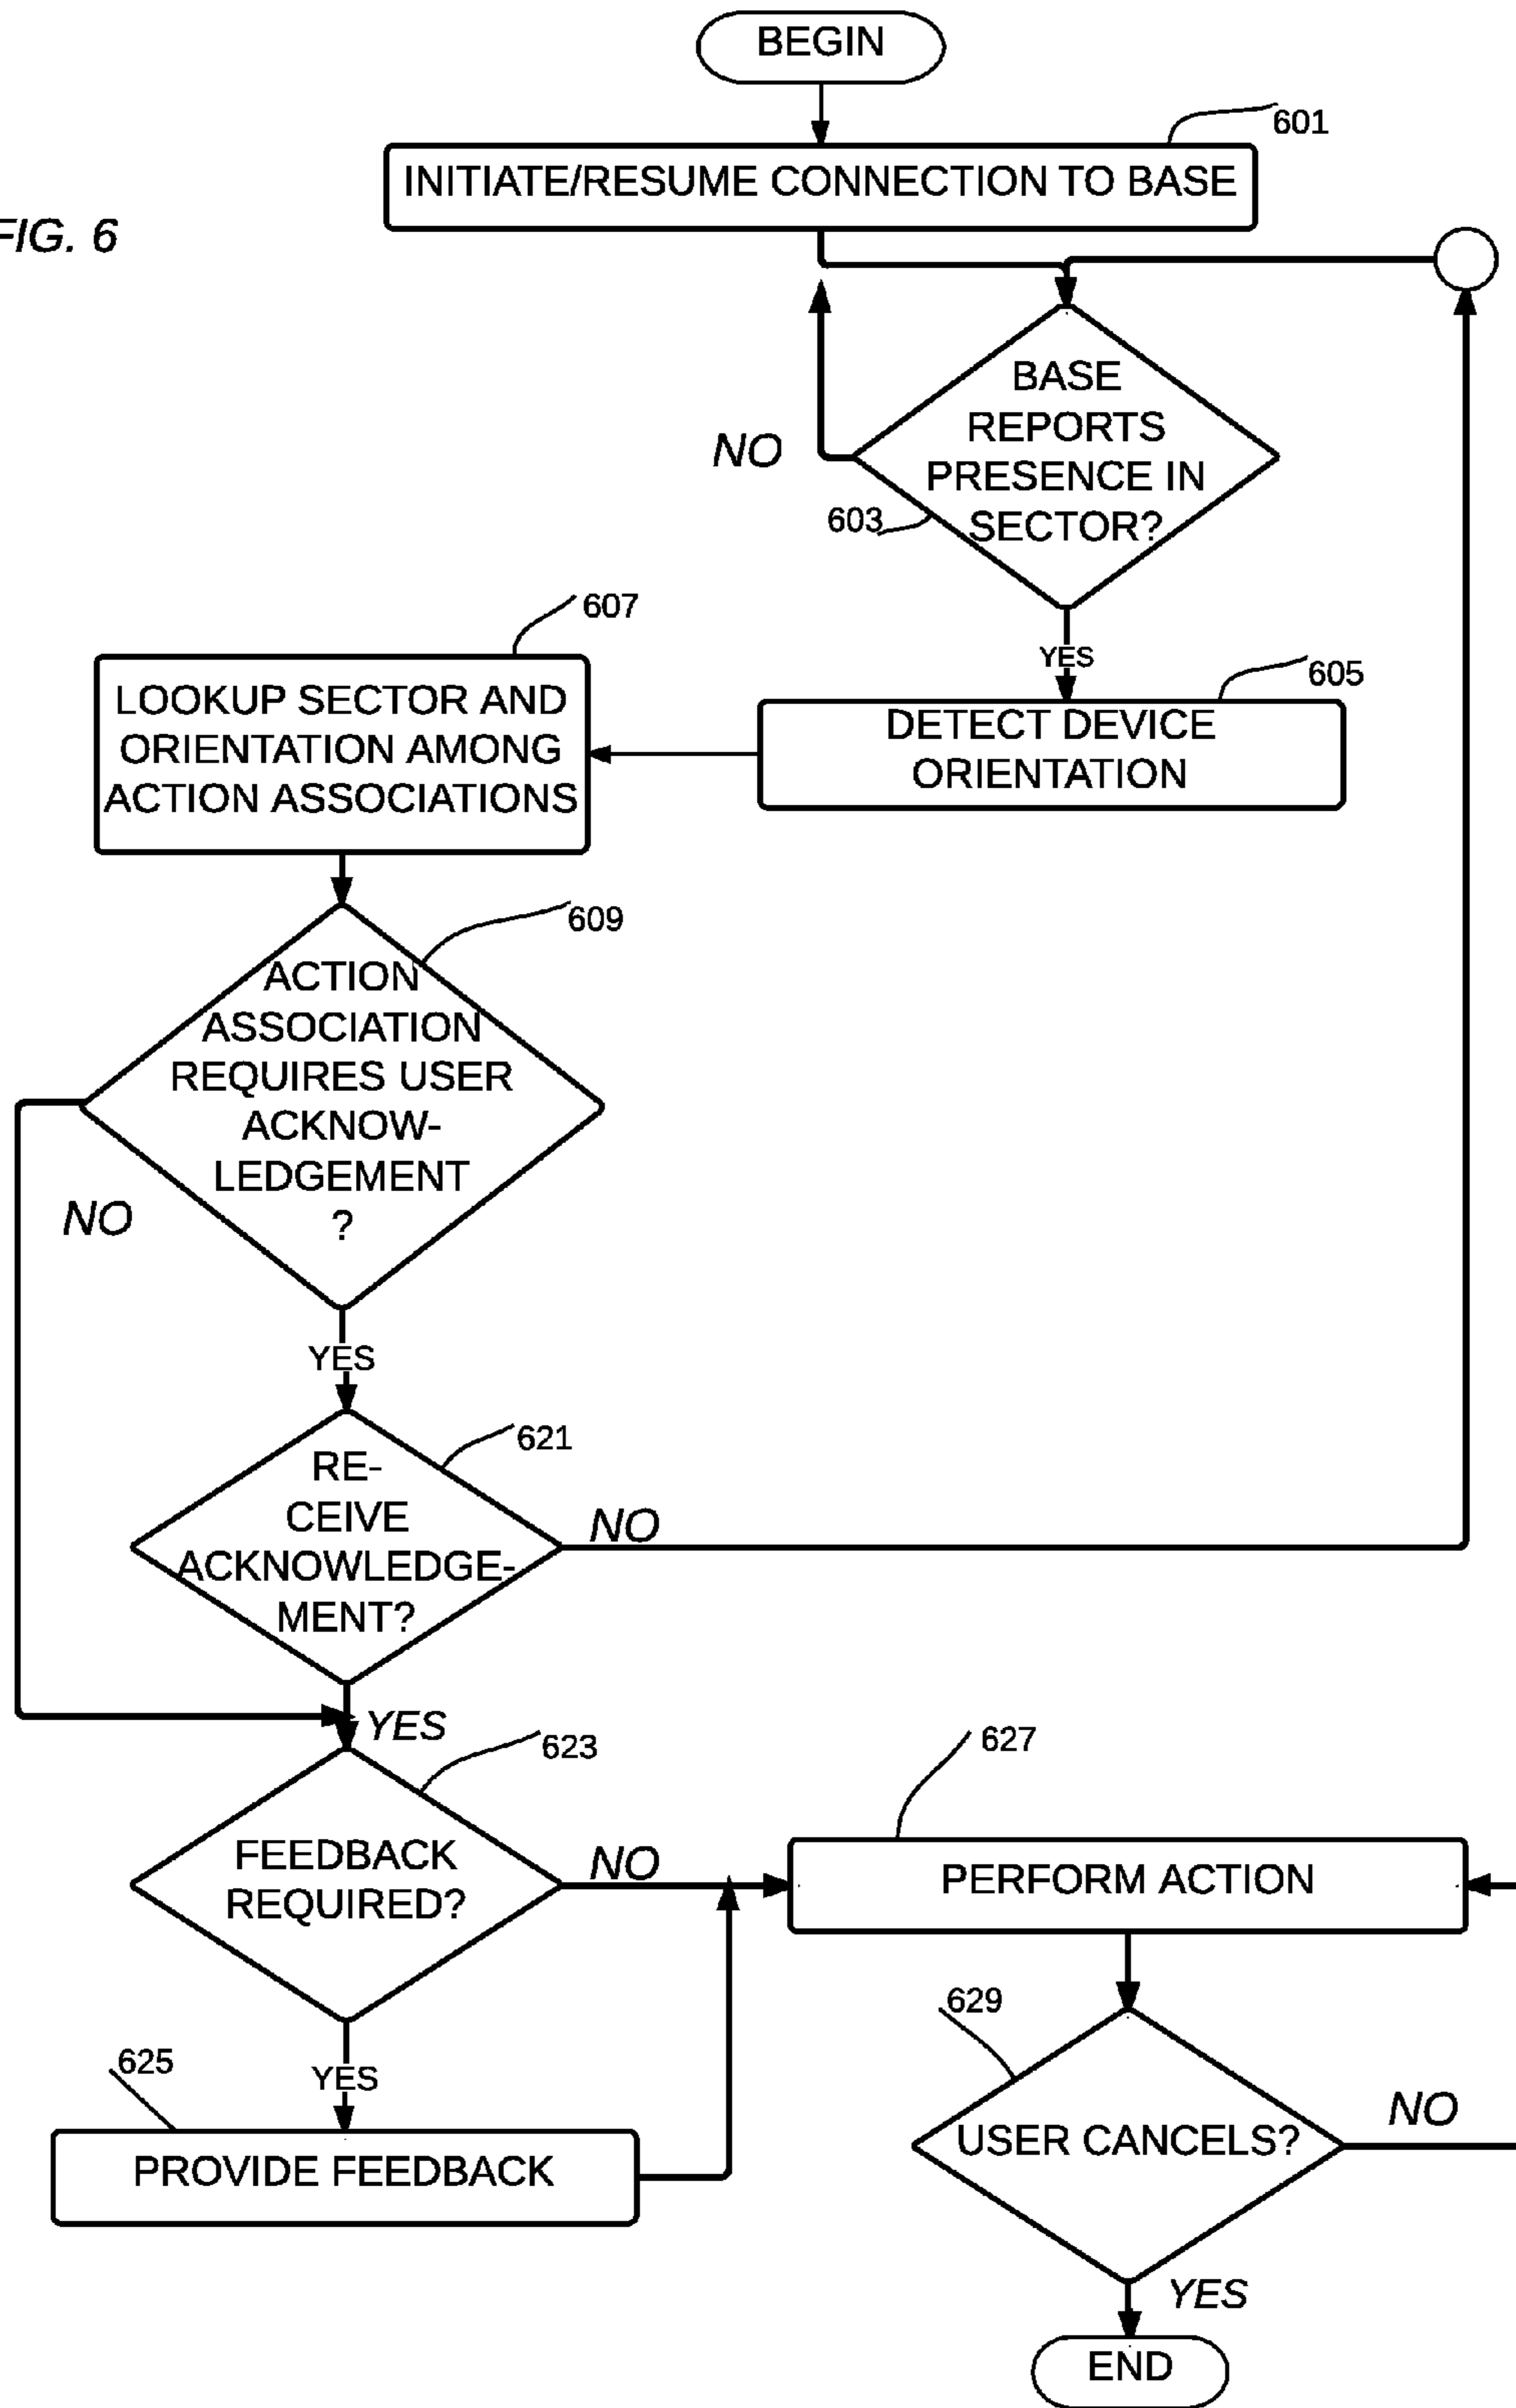 BEGIN
601
INITIATE/RESUME CONNECTION TO BASE
FIG. 6
BASE
REPORTS
PRESENCE IN
SECTOR?
NO
603
YES
607
605
LOOKUP SECTOR AND
ORIENTATION AMONG
ACTION ASSOCIATIONS
DETECT DEVICE
ORIENTATION
609
ACTION
ASSOCIATION
REQUIRES USER
ACKNOW-
LEDGEMENT
?
NO
YES
621
RE-
CEIVE
ACKNOWLEDGE-
MENT?
NO
YES
623
627
FEEDBACK
REQUIRED?
NO
PERFORM ACTION
629
625
YES
USER CANCELS?
NO
PROVIDE FEEDBACK
YES
END